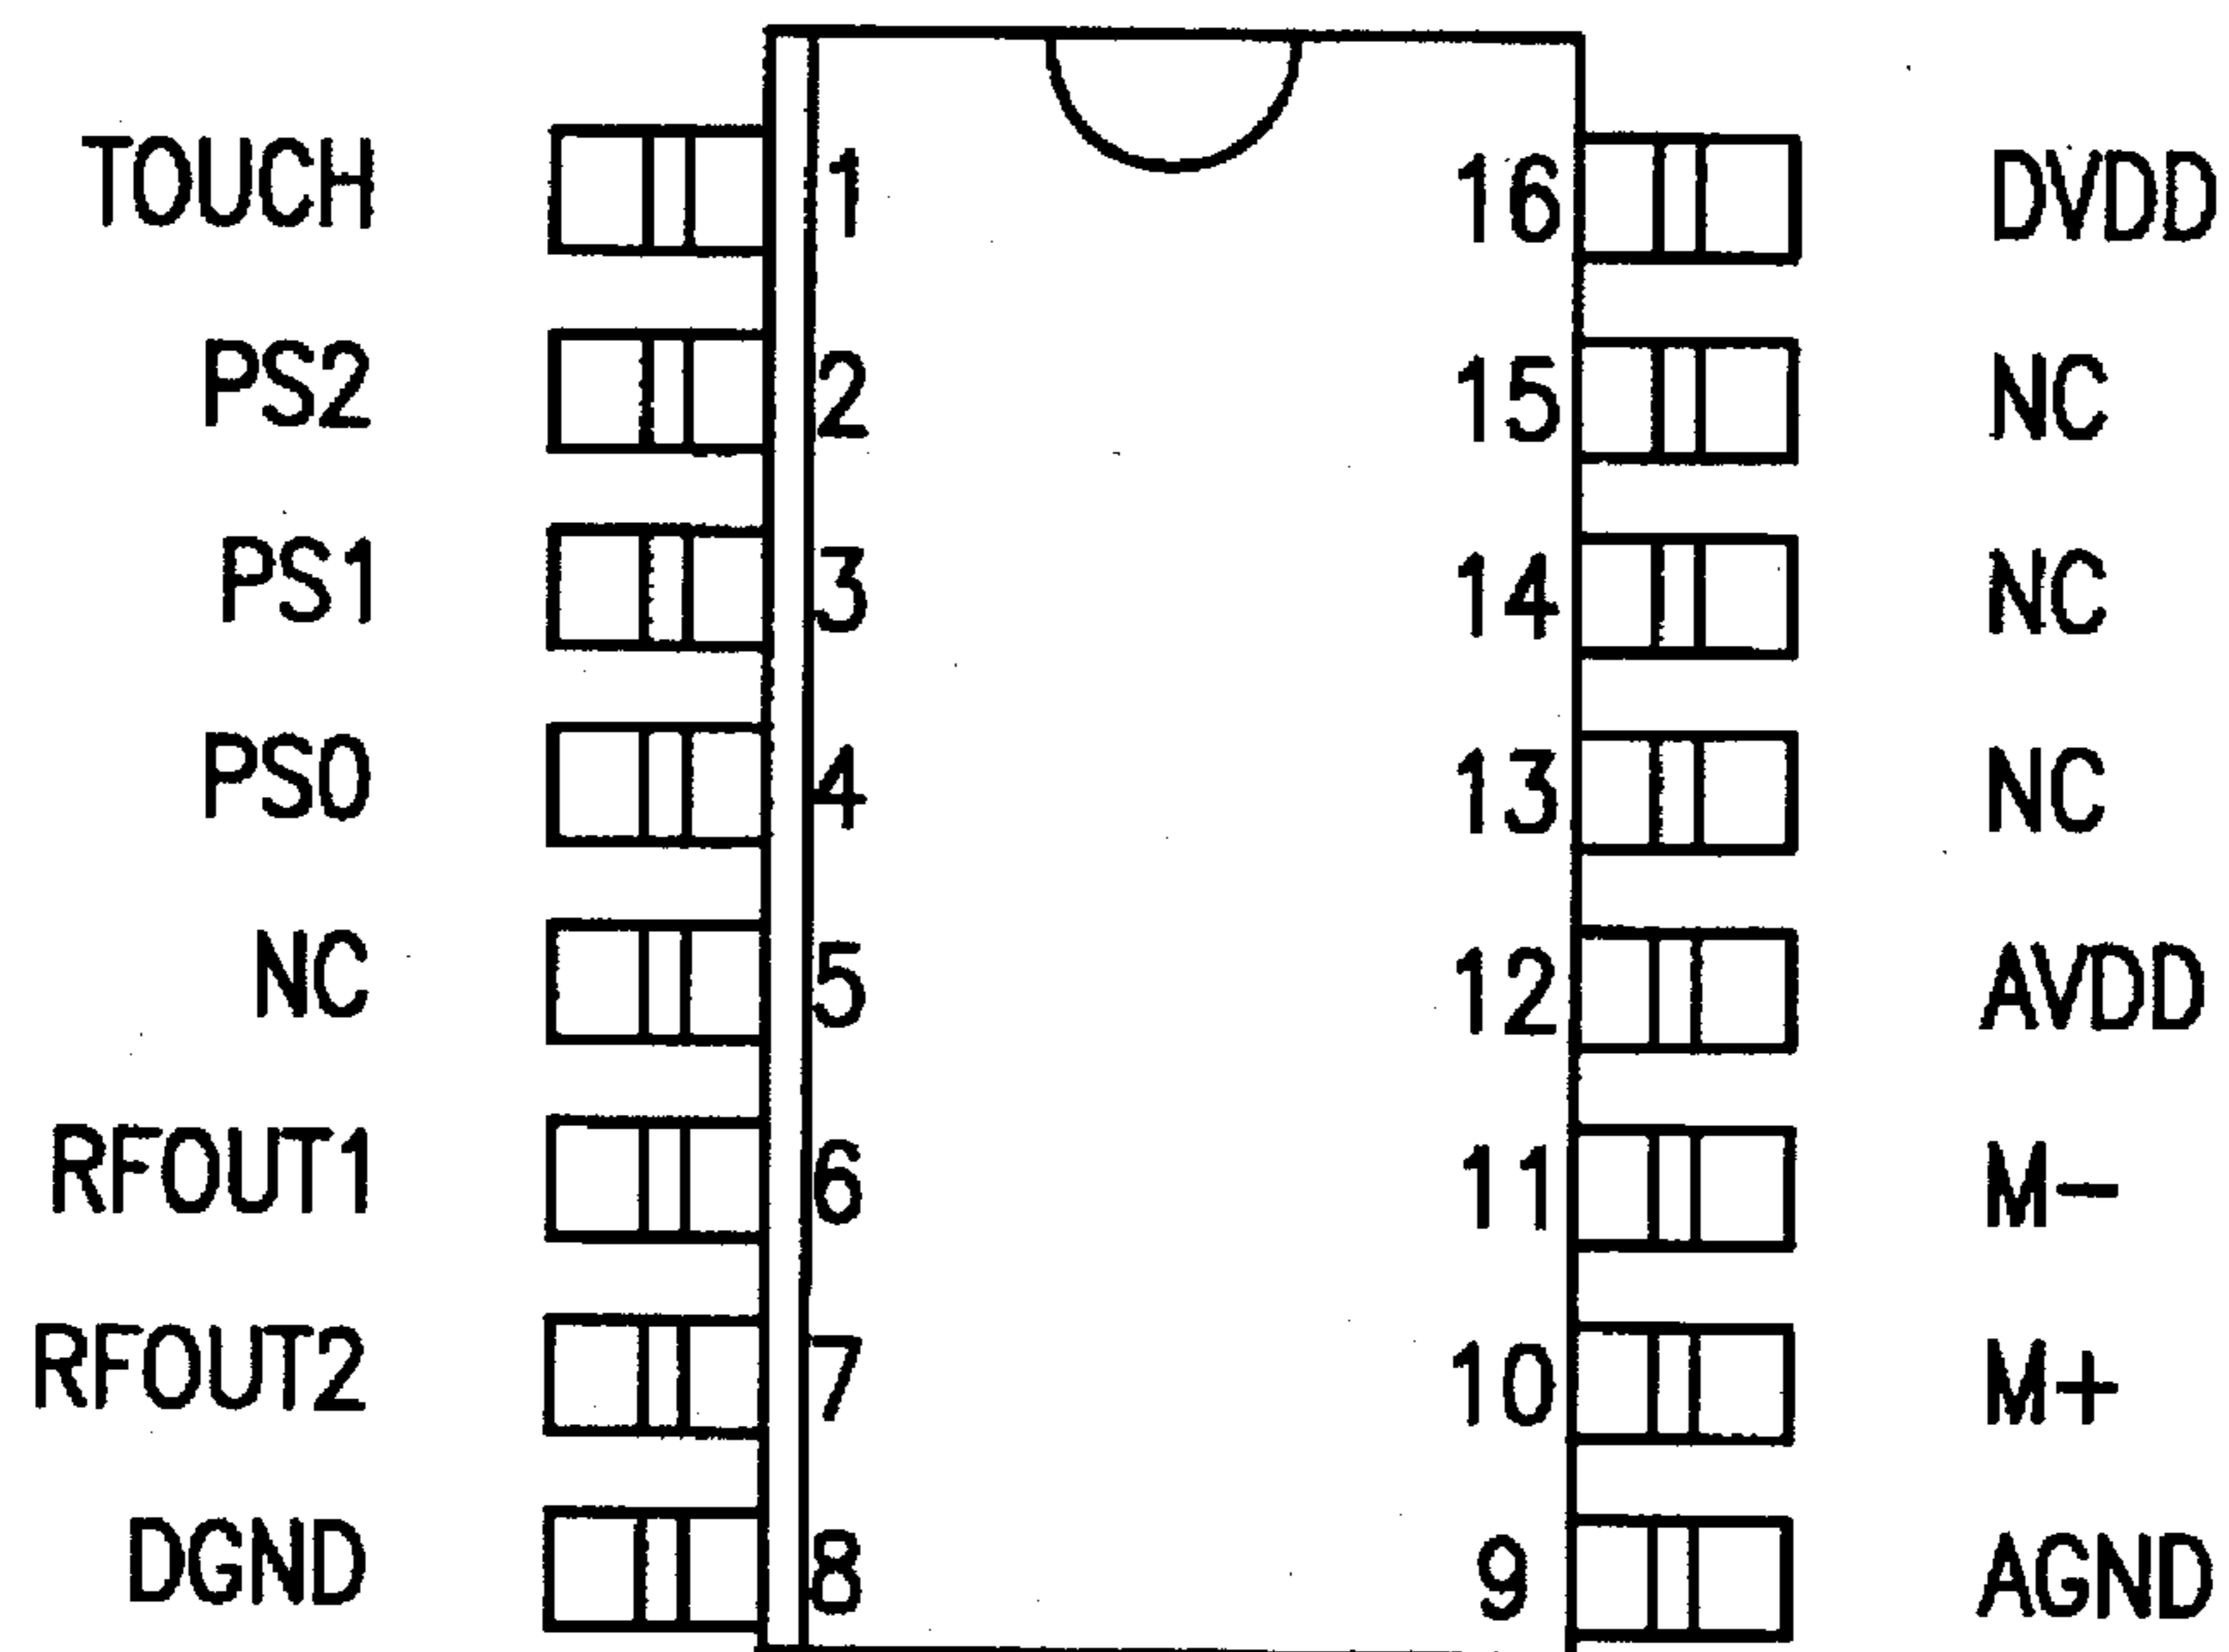 TOUCH 1 16 DVDD
PS2 2 15 NC
PS1 3 14 NC
PS0 4 13 NC
NC 5 12 AVDD
RFOUT1 6 11 M-
RFOUT2 7 10 M+
DGND 8 9 AGND